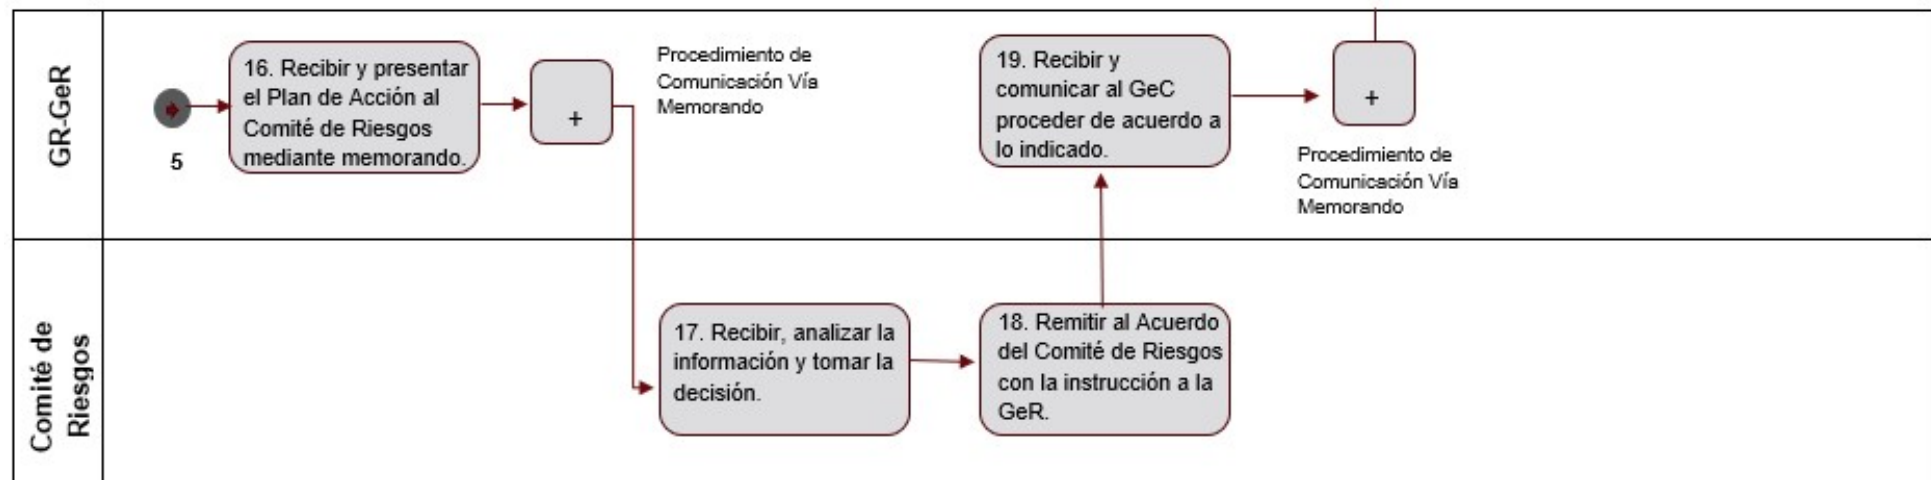 GR-GeR
5
16. Recibir y presentar
el Plan de Acción al
Comité de Riesgos
mediante memorando.
+
Procedimiento de
Comunicación Vía
Memorando
19. Recibir y
comunicar al GeC
proceder de acuerdo a
lo indicado.
+
Procedimiento de
Comunicación Vía
Memorando
Comité de
Riesgos
17. Recibir, analizar la
información y tomar la
decisión.
18. Remitir al Acuerdo
del Comité de Riesgos
con la instrucción a la
GeR.